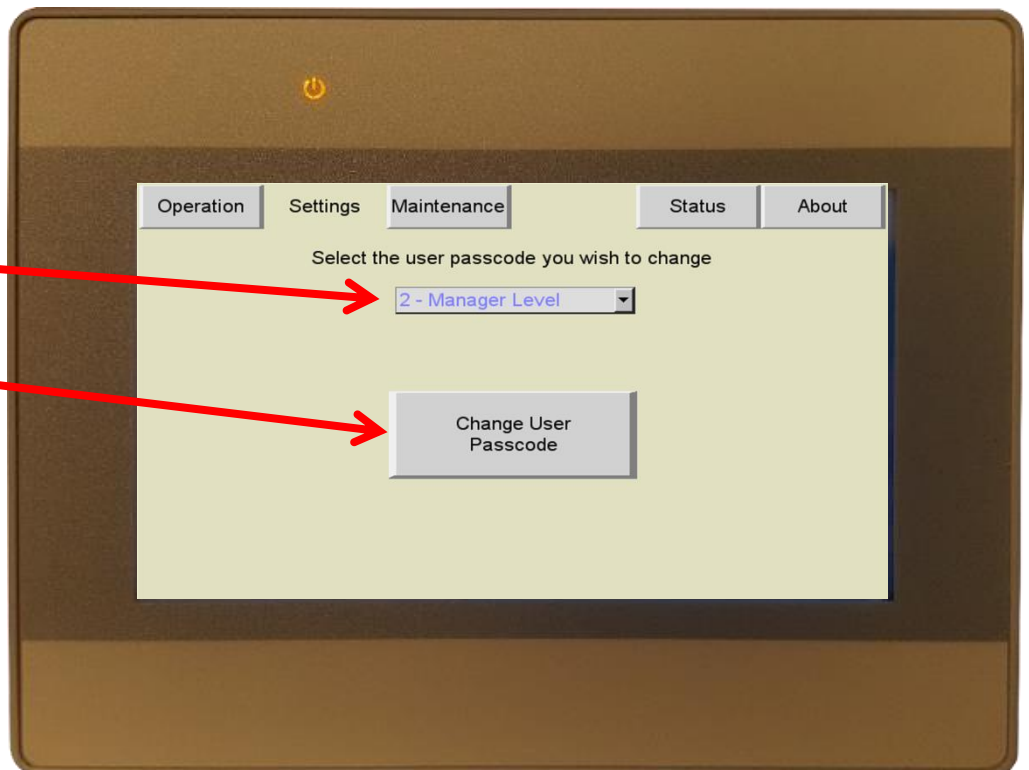 Operation Settings Maintenance Status About
Select the user passcode you wish to change
2 - Manager Level
Change User
Passcode